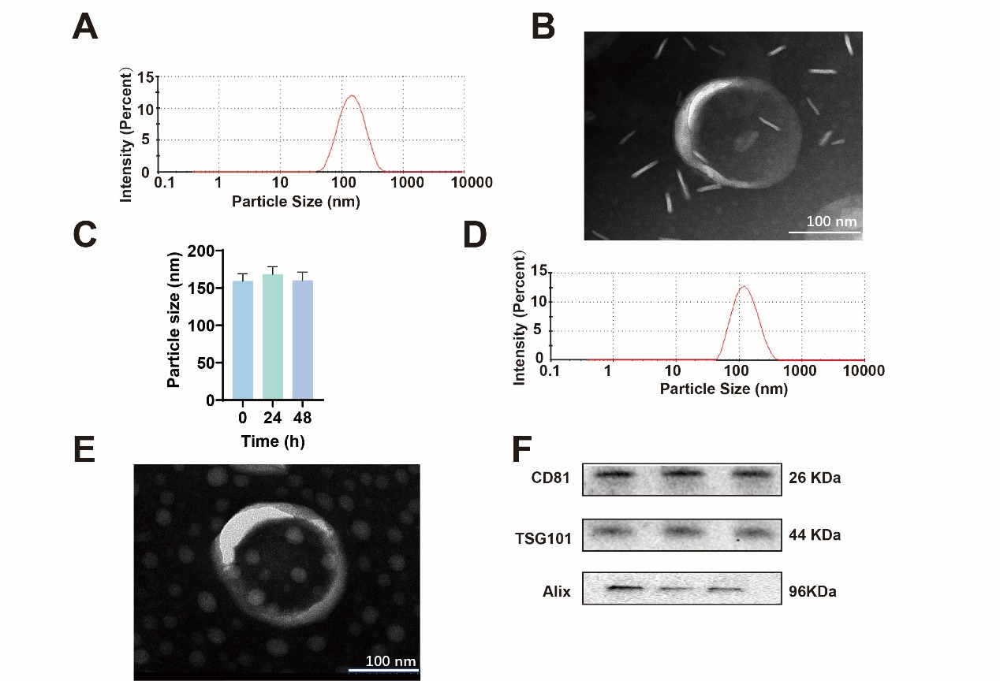 A
B
Intensity (Percent)
15
10
5
0
0.1 1 10 100 1000 10000
Particle Size (nm)
100 nm
C
D
Particle size (nm)
200
150
100
50
0
0 24 48
Time (h)
Intensity (Percent)
15
10
5
0
0.1 1 10 100 1000 10000
Particle Size (nm)
E
F
100 nm
CD81 26 KDa
TSG101 44 KDa
Alix 96KDa